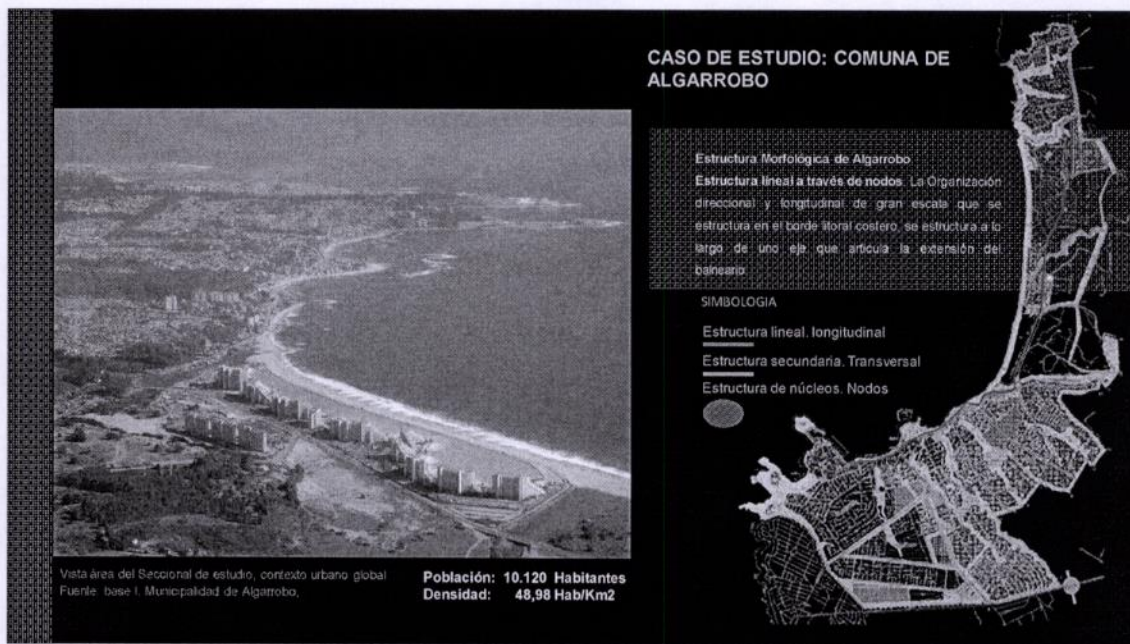 CASO DE ESTUDIO: COMUNA DE
ALGARROBO
Estructura Morfológica de Algarrobo
Estructura lineal a través de nodos. La Organización
direccional y longitudinal de gran escala que se
estructura en el borde litoral costero, se estructura a lo
largo de uno eje que articula la extensión del
balneario
SIMBOLOGIA
Estructura lineal. longitudinal
Estructura secundaria. Transversal
Estructura de núcleos. Nodos
Vista área del Seccional de estudio, contexto urbano global
Fuente: base I. Municipalidad de Algarrobo,
Población: 10.120 Habitantes
Densidad: 48,98 Hab/Km2